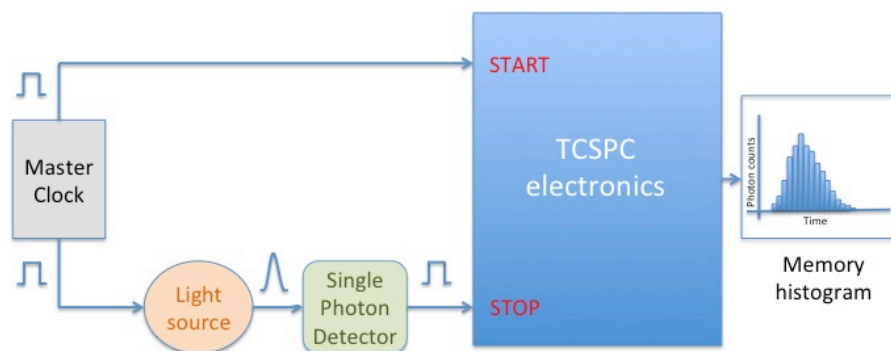 START
Master
Clock
TCSPC
electronics
Light
source
Single
Photon
Detector
STOP
Photon counts
Time
Memory
histogram